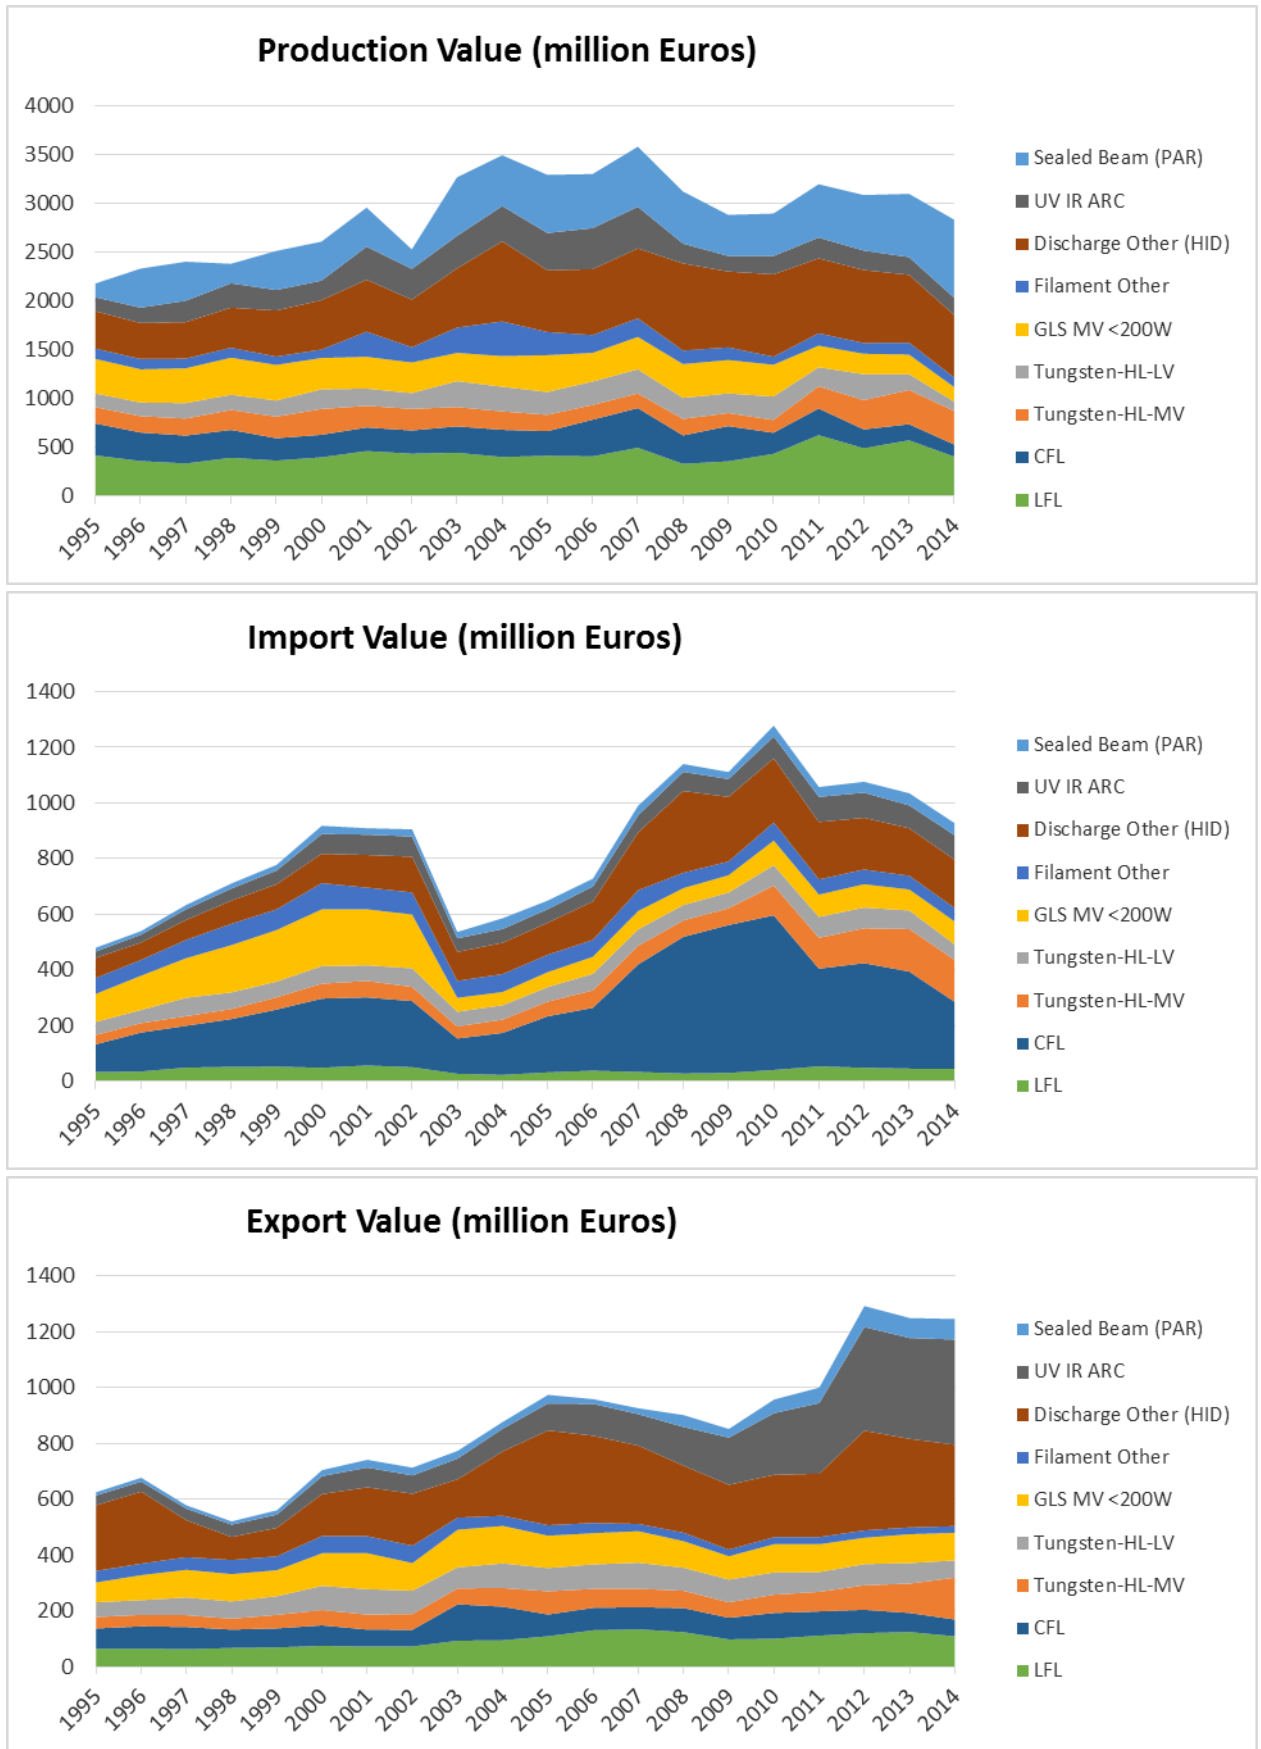 Production Value (million Euros)
4000
3500
3000
2500
2000
1500
1000
500
0
1995 1996 1997 1998 1999 2000 2001 2002 2003 2004 2005 2006 2007 2008 2009 2010 2011 2012 2013 2014
Sealed Beam (PAR)
UV IR ARC
Discharge Other (HID)
Filament Other
GLS MV <200W
Tungsten-HL-LV
Tungsten-HL-MV
CFL
LFL
Import Value (million Euros)
1400
1200
1000
800
600
400
200
0
1995 1996 1997 1998 1999 2000 2001 2002 2003 2004 2005 2006 2007 2008 2009 2010 2011 2012 2013 2014
Sealed Beam (PAR)
UV IR ARC
Discharge Other (HID)
Filament Other
GLS MV <200W
Tungsten-HL-LV
Tungsten-HL-MV
CFL
LFL
Export Value (million Euros)
1400
1200
1000
800
600
400
200
0
1995 1996 1997 1998 1999 2000 2001 2002 2003 2004 2005 2006 2007 2008 2009 2010 2011 2012 2013 2014
Sealed Beam (PAR)
UV IR ARC
Discharge Other (HID)
Filament Other
GLS MV <200W
Tungsten-HL-LV
Tungsten-HL-MV
CFL
LFL